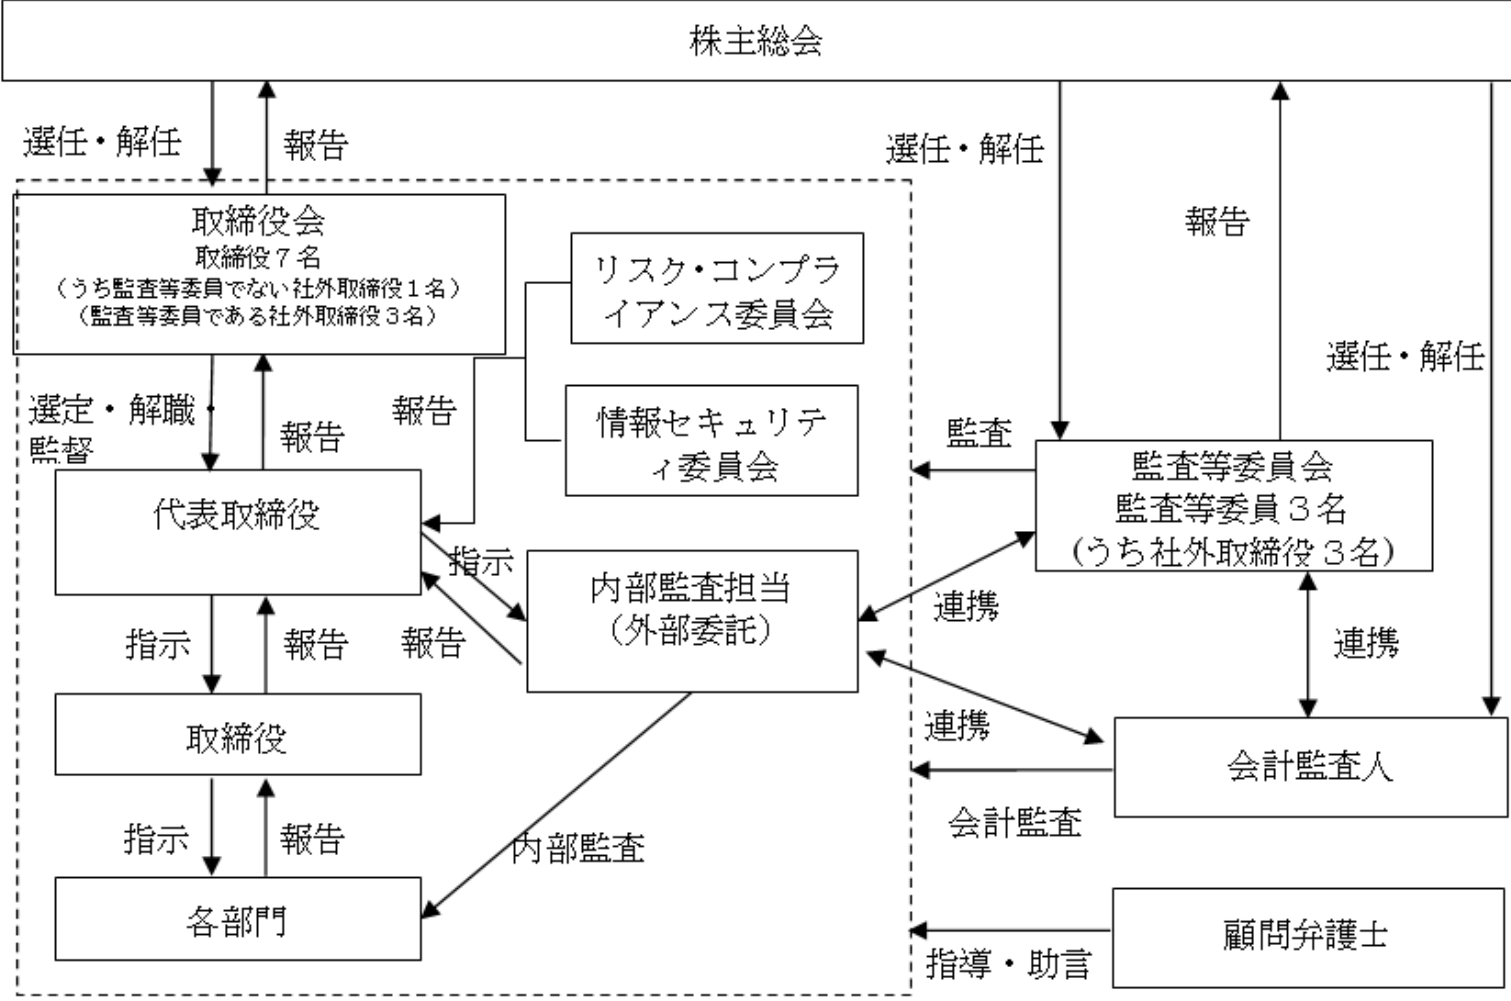 株主総会
選任・解任
報告
選任・解任
報告
選任・解任
取締役会
取締役７名
（うち監査等委員でない社外取締役１名）
（監査等委員である社外取締役３名）
リスク・コンプラ
イアンス委員会
情報セキュリテ
ィ委員会
選定・解職・
監督
報告
報告
監査
監査等委員会
監査等委員３名
(うち社外取締役３名)
代表取締役
指示
報告
内部監査担当
（外部委託）
連携
連携
連携
指示
報告
取締役
会計監査人
会計監査
指示
報告
内部監査
各部門
顧問弁護士
指導・助言